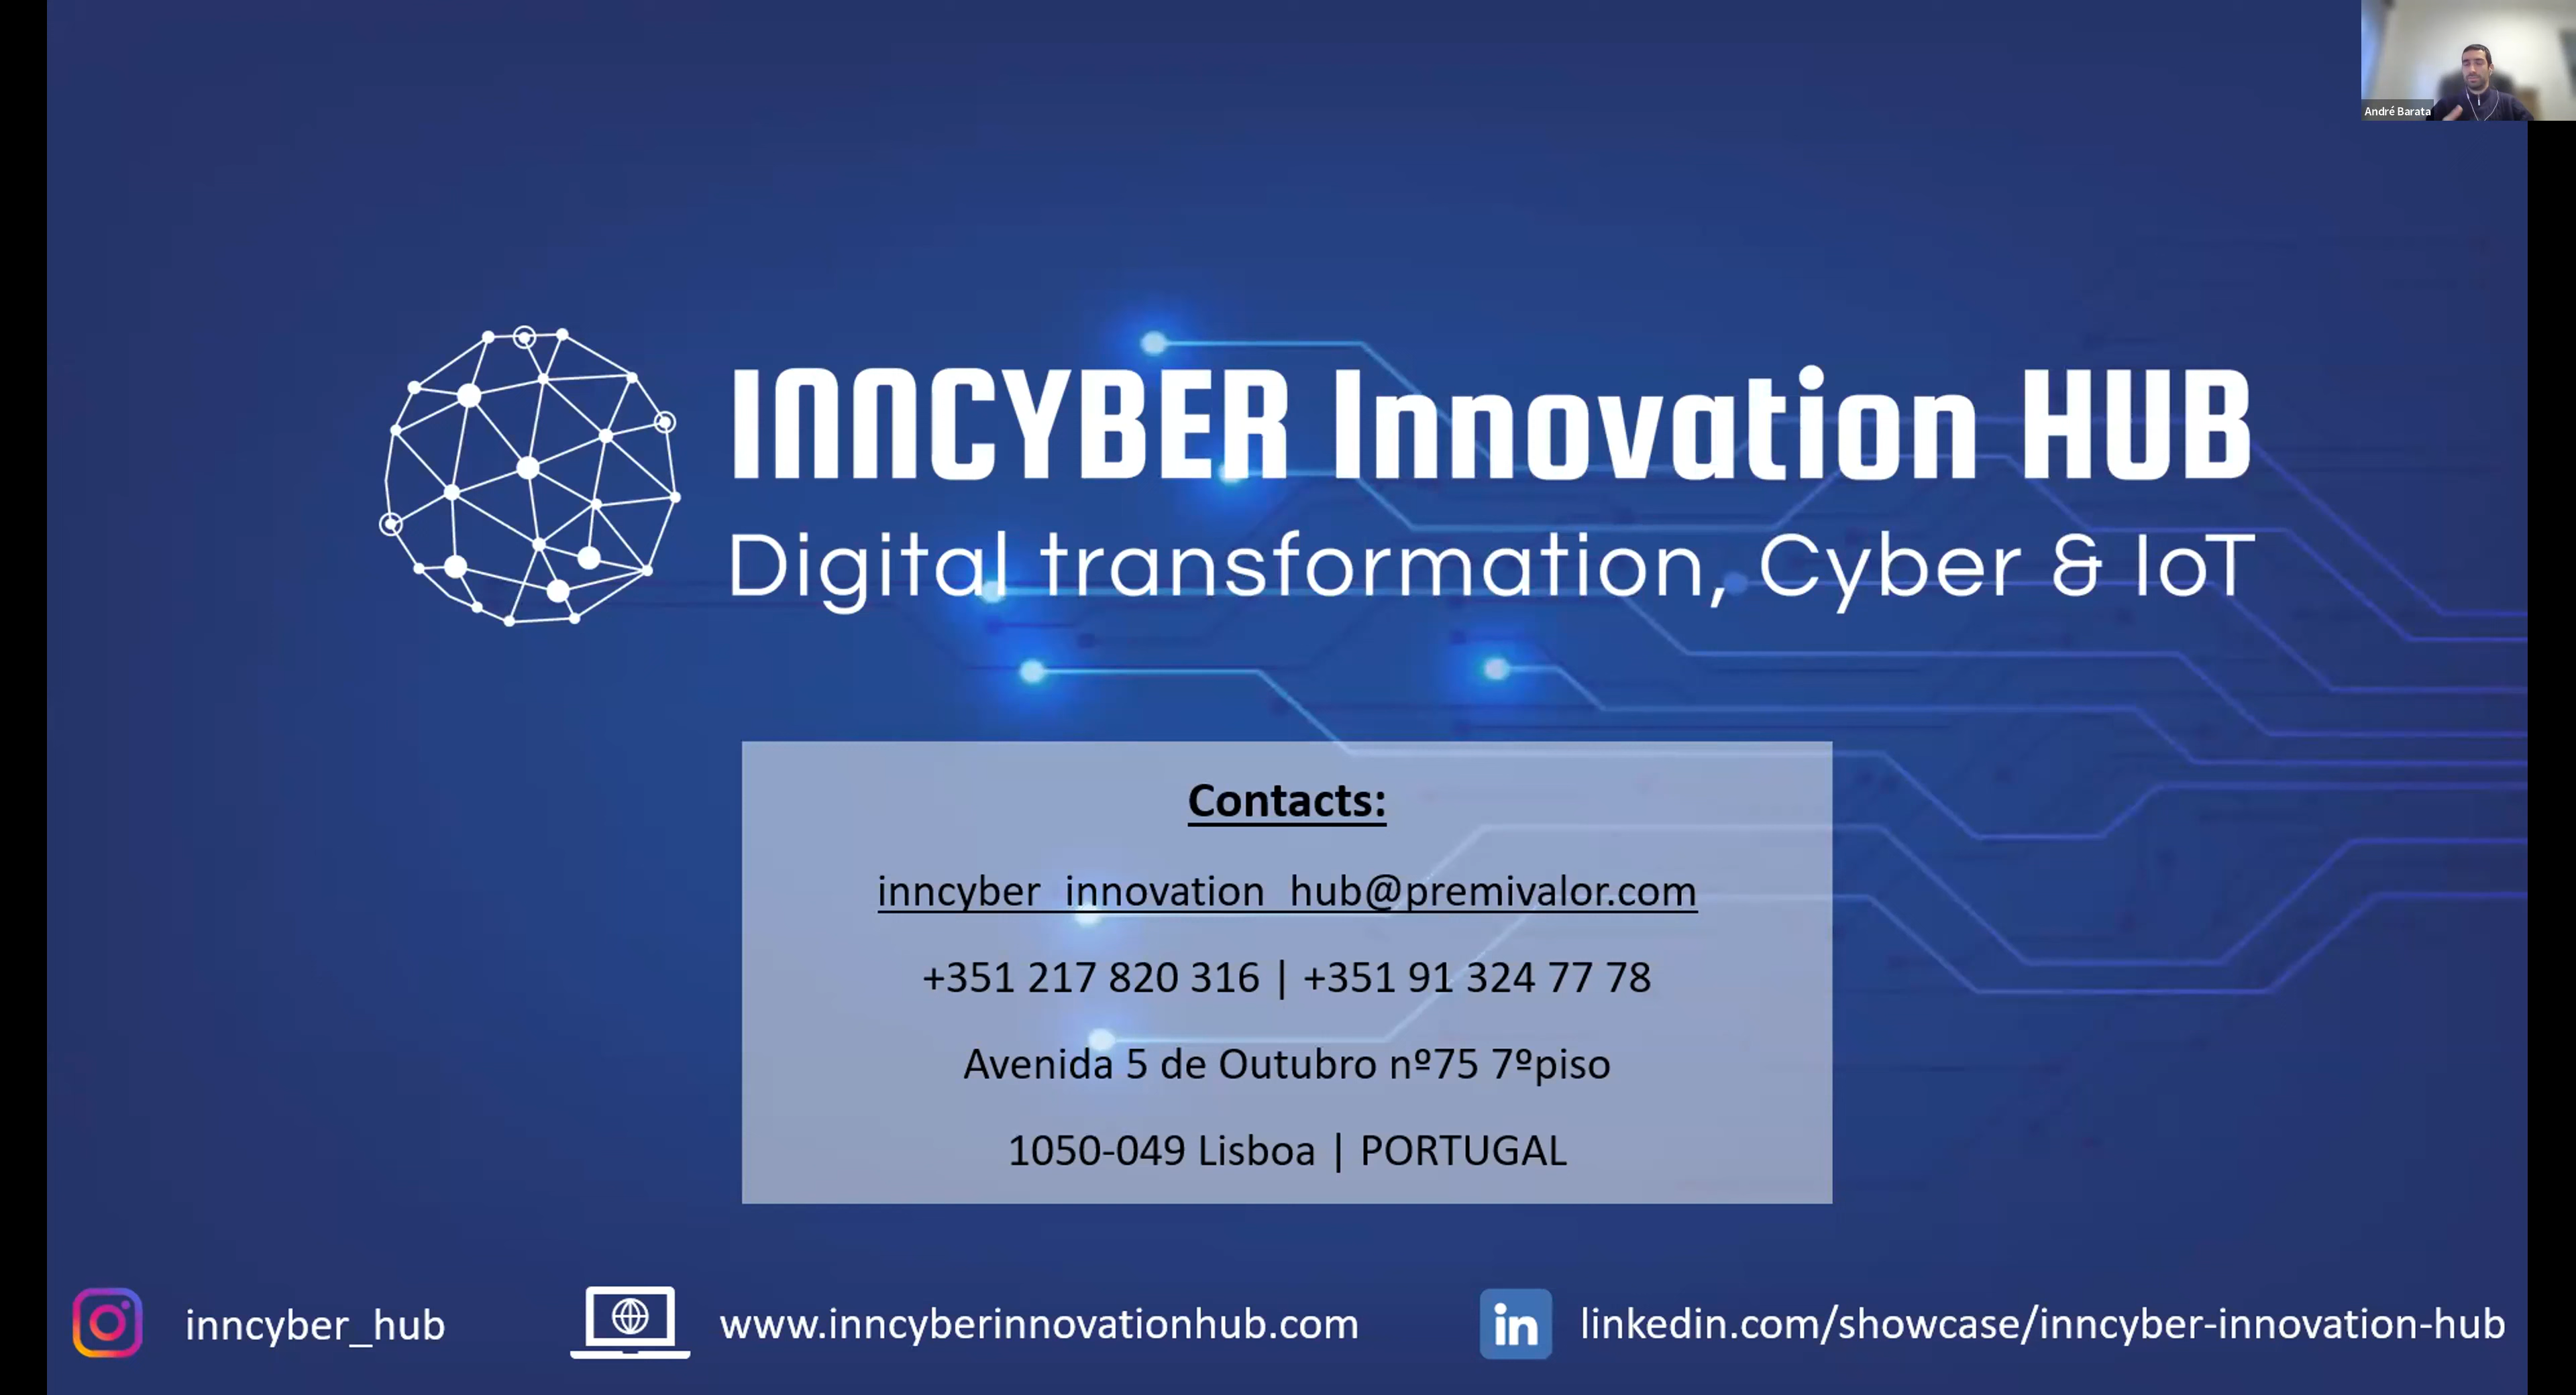 André Barata
INNCYBER Innovation HUB
Digital transformation, Cyber & IoT
Contacts:
inncyber_innovation_hub@premivalor.com
+351 217 820 316 | +351 91 324 77 78
Avenida 5 de Outubro nº75 7ºpiso
1050-049 Lisboa | PORTUGAL
inncyber_hub
www.inncyberinnovationhub.com
in
linkedin.com/showcase/inncyber-innovation-hub